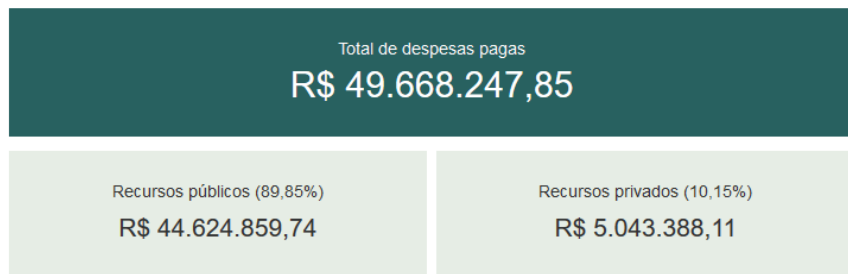 Total de despesas pagas
R$ 49.668.247,85
Recursos públicos (89,85%)
R$ 44.624.859,74
Recursos privados (10,15%)
R$ 5.043.388,11